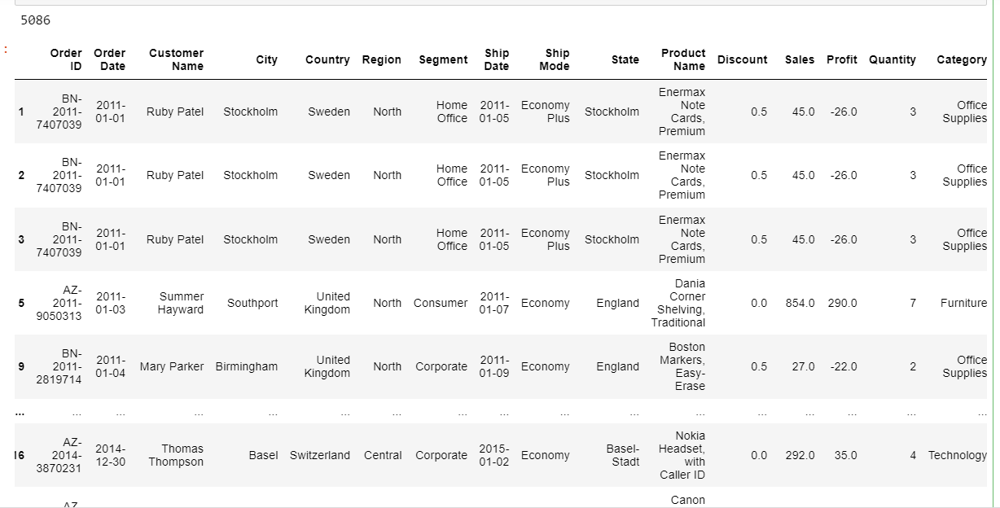 5086
:
Order ID Order Date Customer Name City Country Region Segment Ship Date Ship Mode State Product Name Discount Sales Profit Quantity Category
1 BN-2011-7407039 2011-01-01 Ruby Patel Stockholm Sweden North Home Office 2011-01-05 Economy Plus Stockholm Enermax Note Cards, Premium 0.5 45.0 -26.0 3 Office Supplies
2 BN-2011-7407039 2011-01-01 Ruby Patel Stockholm Sweden North Home Office 2011-01-05 Economy Plus Stockholm Enermax Note Cards, Premium 0.5 45.0 -26.0 3 Office Supplies
3 BN-2011-7407039 2011-01-01 Ruby Patel Stockholm Sweden North Home Office 2011-01-05 Economy Plus Stockholm Enermax Note Cards, Premium 0.5 45.0 -26.0 3 Office Supplies
5 AZ-2011-9050313 2011-01-03 Summer Hayward Southport United Kingdom North Consumer 2011-01-07 Economy England Dania Corner Shelving, Traditional 0.0 854.0 290.0 7 Furniture
9 BN-2011-2819714 2011-01-04 Mary Parker Birmingham United Kingdom North Corporate 2011-01-09 Economy England Boston Markers, Easy-Erase 0.5 27.0 -22.0 2 Office Supplies
... ... ... ... ... ... ... ... ... ... ... ... ... ... ... ... ...
16 AZ-2014-3870231 2014-12-30 Thomas Thompson Basel Switzerland Central Corporate 2015-01-02 Economy Basel-Stadt Nokia Headset, with Caller ID 0.0 292.0 35.0 4 Technology
AZ- Canon